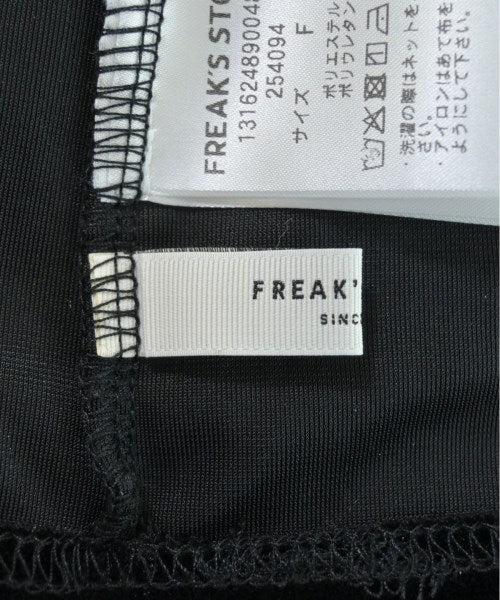 FREAK'S STO
13162489004
254094
サイズ F
ポリエステル
ポリウレタン
・洗濯の際はネットを
さい。
・アイロンはあて布を
ようにして下さい。
FREAK'
SINC